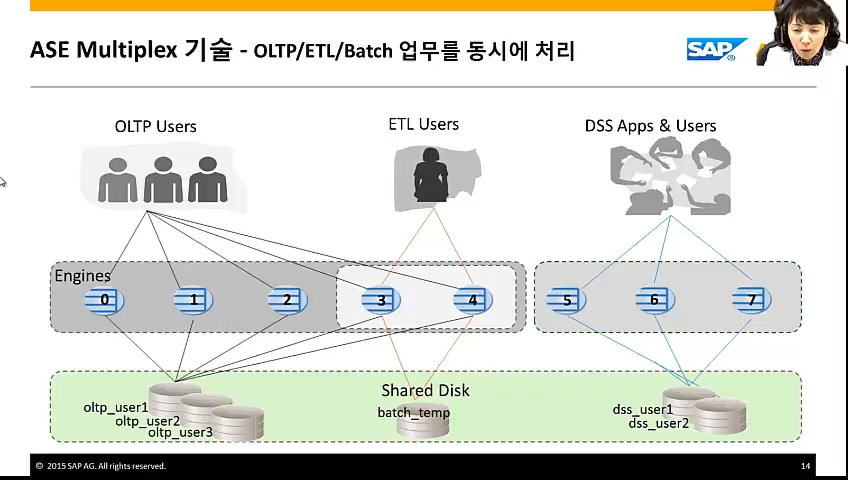 ASE Multiplex 기술 - OLTP/ETL/Batch 업무를 동시에 처리
SAP®
OLTP Users
ETL Users
DSS Apps & Users
Engines
0 1 2 3 4 5 6 7
Shared Disk
oltp_user1
oltp_user2
oltp_user3
batch_temp
dss_user1
dss_user2
© 2015 SAP AG. All rights reserved.
14